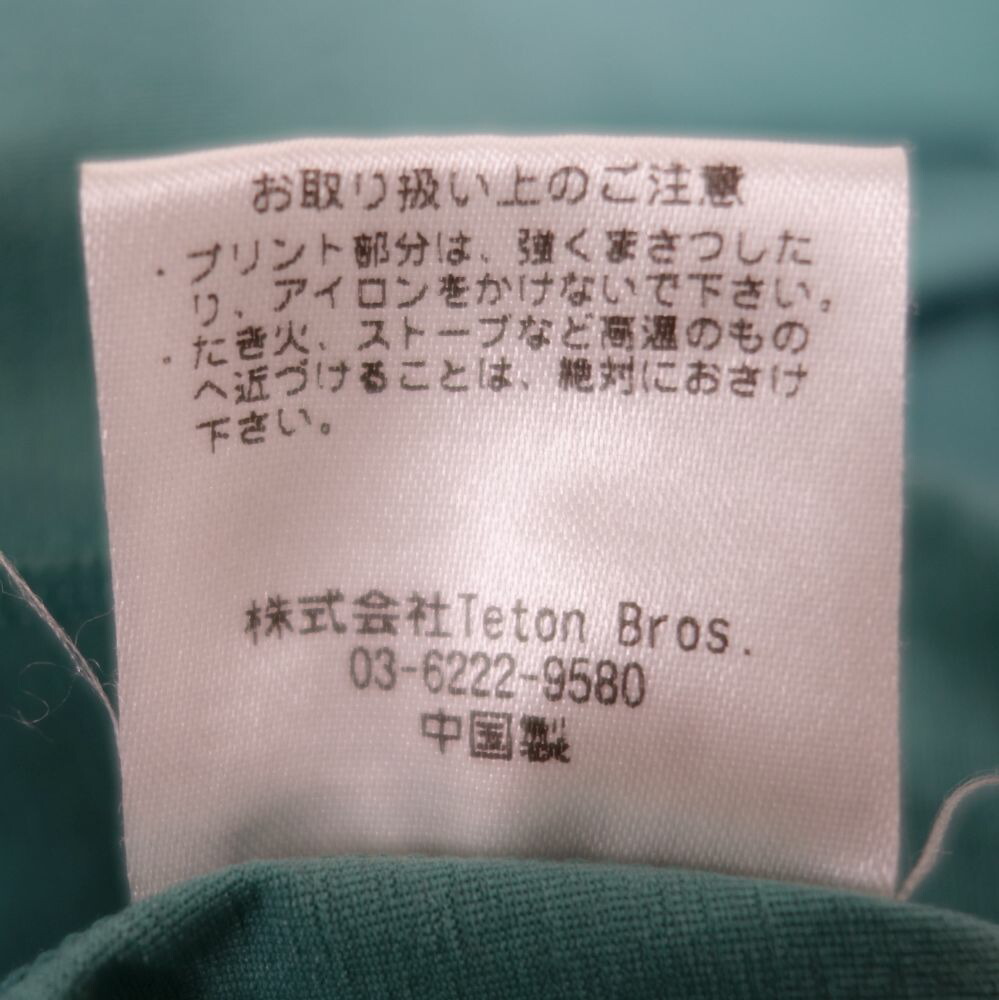 お取り扱い上のご注意
・プリント部分は、強くまさつした
り、アイロンをかけないで下さい。
・たき火、ストーブなど高温のもの
へ近づけることは、絶対におさけ
下さい。
株式会社Teton Bros.
03-6222-9580
中国製